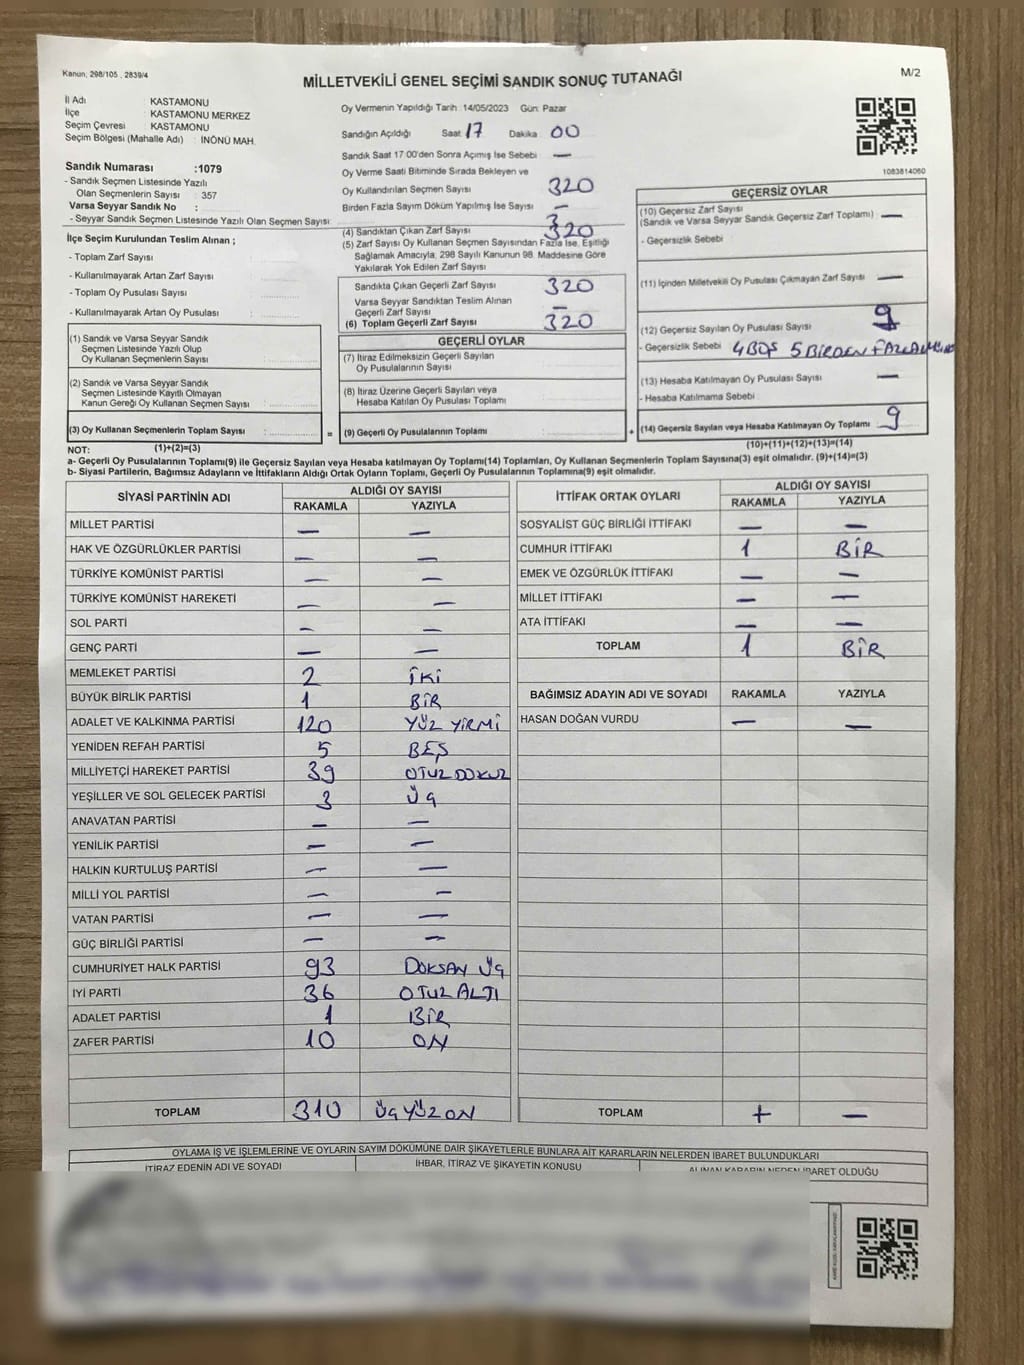 Kanun; 298/105 , 2839/4
MİLLETVEKİLİ GENEL SEÇİMİ SANDIK SONUÇ TUTANAĞI
M/2
İl Adı KASTAMONU
İlçe KASTAMONU MERKEZ
Seçim Çevresi KASTAMONU
Seçim Bölgesi (Mahalle Adı) : İNÖNÜ MAH.
Sandık Numarası :1079
- Sandık Seçmen Listesinde Yazılı
Olan Seçmenlerin Sayısı : 357
Varsa Seyyar Sandık No :
- Seyyar Sandık Seçmen Listesinde Yazılı Olan Seçmen Sayısı:
Oy Vermenin Yapıldığı Tarih: 14/05/2023 Gün: Pazar
Sandığın Açıldığı Saat 17 Dakika 00
Sandık Saat 17:00'den Sonra Açımış İse Sebebi —
Oy Verme Saati Bitiminde Sırada Bekleyen ve
Oy Kullandırılan Seçmen Sayısı 320
Birden Fazla Sayım Döküm Yapılmış İse Sayısı —
(4) Sandıktan Çıkan Zarf Sayısı 320
(5) Zarf Sayısı Oy Kullanan Seçmen Sayısından Fazla İse, Eşitliği
Sağlamak Amacıyla, 298 Sayılı Kanunun 98. Maddesine Göre
Yakılarak Yok Edilen Zarf Sayısı
Sandıkta Çıkan Geçerli Zarf Sayısı 320
Varsa Seyyar Sandıktan Teslim Alınan
Geçerli Zarf Sayısı —
(6) Toplam Geçerli Zarf Sayısı 320
1083814060
GEÇERSİZ OYLAR
(10) Geçersiz Zarf Sayısı
(Sandık ve Varsa Seyyar Sandık Geçersiz Zarf Toplamı) —
- Geçersizlik Sebebi
(11) İçinden Milletvekili Oy Pusulası Çıkmayan Zarf Sayısı —
(12) Geçersiz Sayılan Oy Pusulası Sayısı 9
- Geçersizlik Sebebi 4 BOŞ 5 BİRDEN FAZLA
(13) Hesaba Katılmayan Oy Pusulası Sayısı —
- Hesaba Katılmama Sebebi
(14) Geçersiz Sayılan veya Hesaba Katılmayan Oy Toplamı 9
(10)+(11)+(12)+(13)=(14)
İlçe Seçim Kurulundan Teslim Alınan ;
- Toplam Zarf Sayısı
- Kullanılmayarak Artan Zarf Sayısı
- Toplam Oy Pusulası Sayısı
- Kullanılmayarak Artan Oy Pusulası
(1) Sandık ve Varsa Seyyar Sandık
Seçmen Listesinde Yazılı Olup
Oy Kullanan Seçmenlerin Sayısı
(2) Sandık ve Varsa Seyyar Sandık
Seçmen Listesinde Kayıtlı Olmayan
Kanun Gereği Oy Kullanan Seçmen Sayısı
(3) Oy Kullanan Seçmenlerin Toplam Sayısı :
(1)+(2)=(3)
GEÇERLİ OYLAR
(7) İtiraz Edilmeksizin Geçerli Sayılan
Oy Pusulalarının Sayısı
(8) İtiraz Üzerine Geçerli Sayılan veya
Hesaba Katılan Oy Pusulası Toplamı
= (9) Geçerli Oy Pusulalarının Toplamı +
NOT:
a- Geçerli Oy Pusulalarının Toplamı(9) ile Geçersiz Sayılan veya Hesaba katılmayan Oy Toplamı(14) Toplamları, Oy Kullanan Seçmenlerin Toplam Sayısına(3) eşit olmalıdır. (9)+(14)=(3)
b- Siyasi Partilerin, Bağımsız Adayların ve İttifakların Aldığı Ortak Oyların Toplamı, Geçerli Oy Pusulalarının Toplamına(9) eşit olmalıdır.
SİYASİ PARTİNİN ADI ALDIĞI OY SAYISI
RAKAMLA YAZIYLA
MİLLET PARTİSİ — —
HAK VE ÖZGÜRLÜKLER PARTİSİ — —
TÜRKİYE KOMÜNİST PARTİSİ — —
TÜRKİYE KOMÜNİST HAREKETİ — —
SOL PARTİ — —
GENÇ PARTİ — —
MEMLEKET PARTİSİ 2 İKİ
BÜYÜK BİRLİK PARTİSİ 1 BİR
ADALET VE KALKINMA PARTİSİ 120 YÜZ YİRMİ
YENİDEN REFAH PARTİSİ 5 BEŞ
MİLLİYETÇİ HAREKET PARTİSİ 39 OTUZ DOKUZ
YEŞİLLER VE SOL GELECEK PARTİSİ 3 ÜÇ
ANAVATAN PARTİSİ — —
YENİLİK PARTİSİ — —
HALKIN KURTULUŞ PARTİSİ — —
MİLLİ YOL PARTİSİ — —
VATAN PARTİSİ — —
GÜÇ BİRLİĞİ PARTİSİ — —
CUMHURİYET HALK PARTİSİ 93 DOKSAN ÜÇ
İYİ PARTİ 36 OTUZ ALTI
ADALET PARTİSİ 1 BİR
ZAFER PARTİSİ 10 ON
TOPLAM 310 ÜÇ YÜZ ON
İTTİFAK ORTAK OYLARI ALDIĞI OY SAYISI
RAKAMLA YAZIYLA
SOSYALİST GÜÇ BİRLİĞİ İTTİFAKI — —
CUMHUR İTTİFAKI 1 BİR
EMEK VE ÖZGÜRLÜK İTTİFAKI — —
MİLLET İTTİFAKI — —
ATA İTTİFAKI — —
TOPLAM 1 BİR
BAĞIMSIZ ADAYIN ADI VE SOYADI RAKAMLA YAZIYLA
HASAN DOĞAN VURDU — —
TOPLAM + —
OYLAMA İŞ VE İŞLEMLERİNE VE OYLARIN SAYIM DÖKÜMÜNE DAİR ŞİKAYETLERLE BUNLARA AİT KARARLARIN NELERDEN İBARET BULUNDUKLARI
İTİRAZ EDENİN ADI VE SOYADI İHBAR, İTİRAZ VE ŞİKAYETİN KONUSU ALINAN KARARIN NEDEN İBARET OLDUĞU